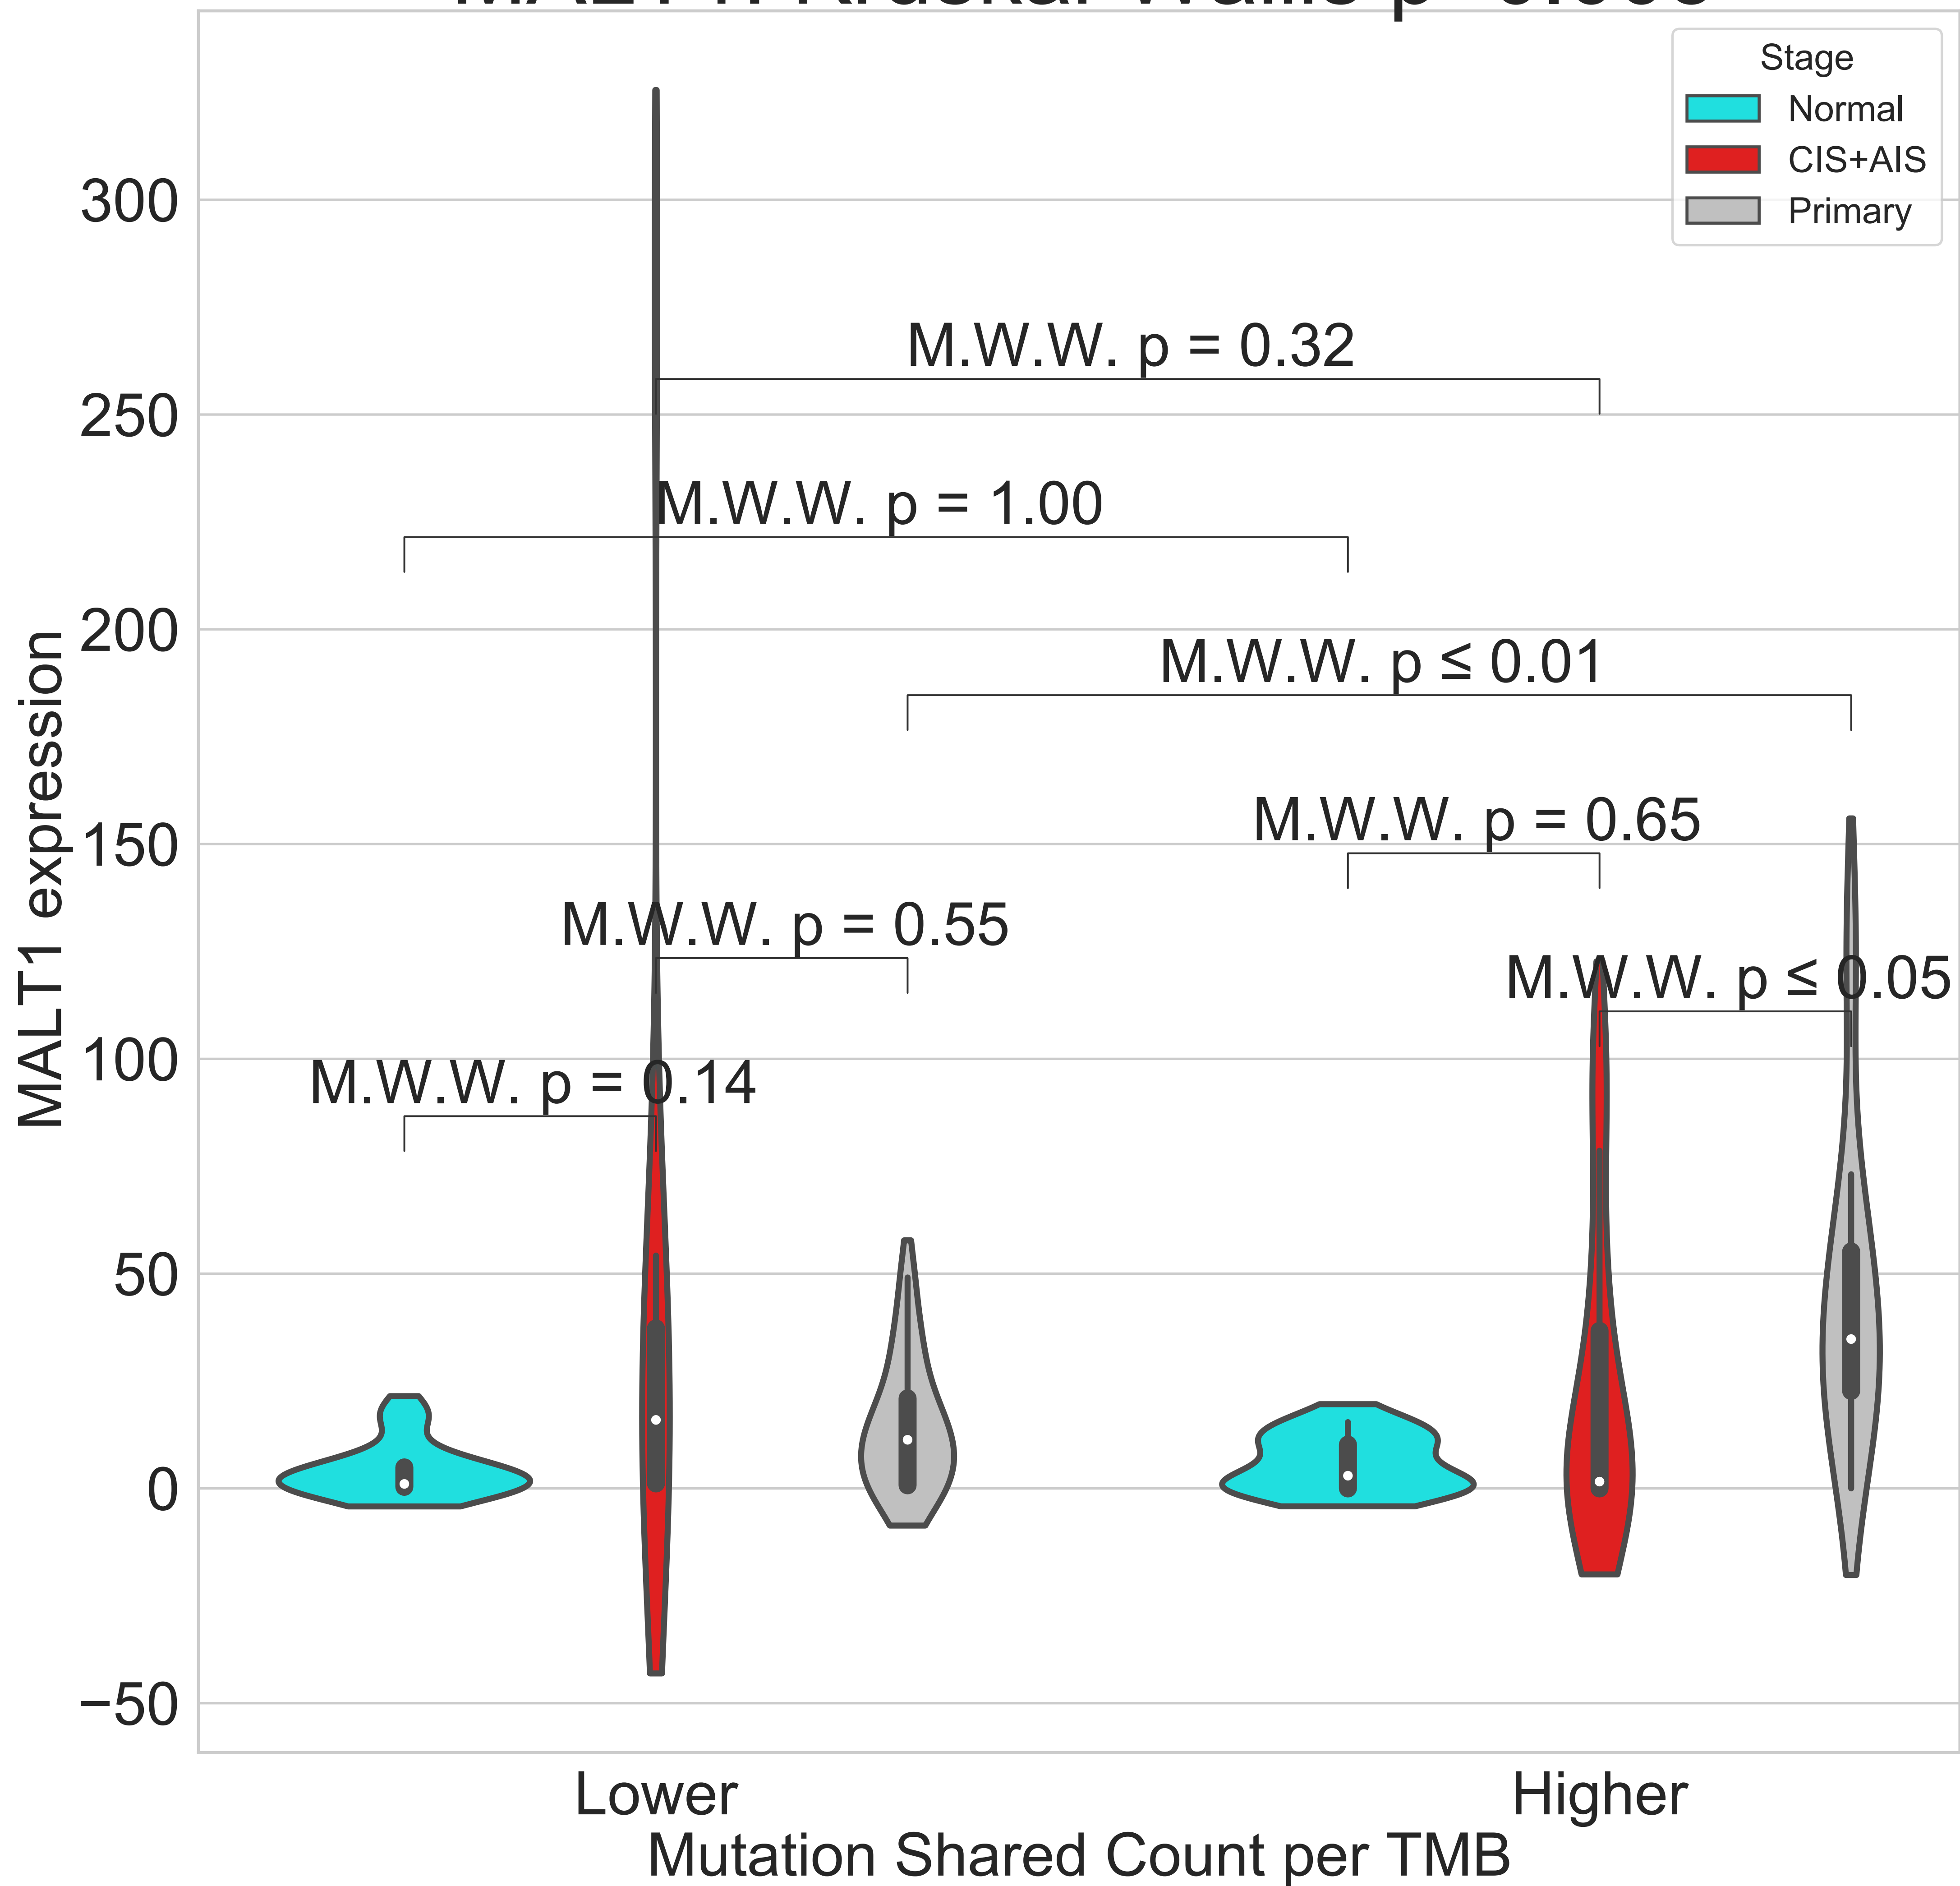 Stage
Normal
CIS+AIS
Primary
300
250
200
150
100
50
0
−50
MALT1 expression
M.W.W. p = 0.32
M.W.W. p = 1.00
M.W.W. p ≤ 0.01
M.W.W. p = 0.65
M.W.W. p = 0.55
M.W.W. p ≤ 0.05
M.W.W. p = 0.14
Lower
Higher
Mutation Shared Count per TMB